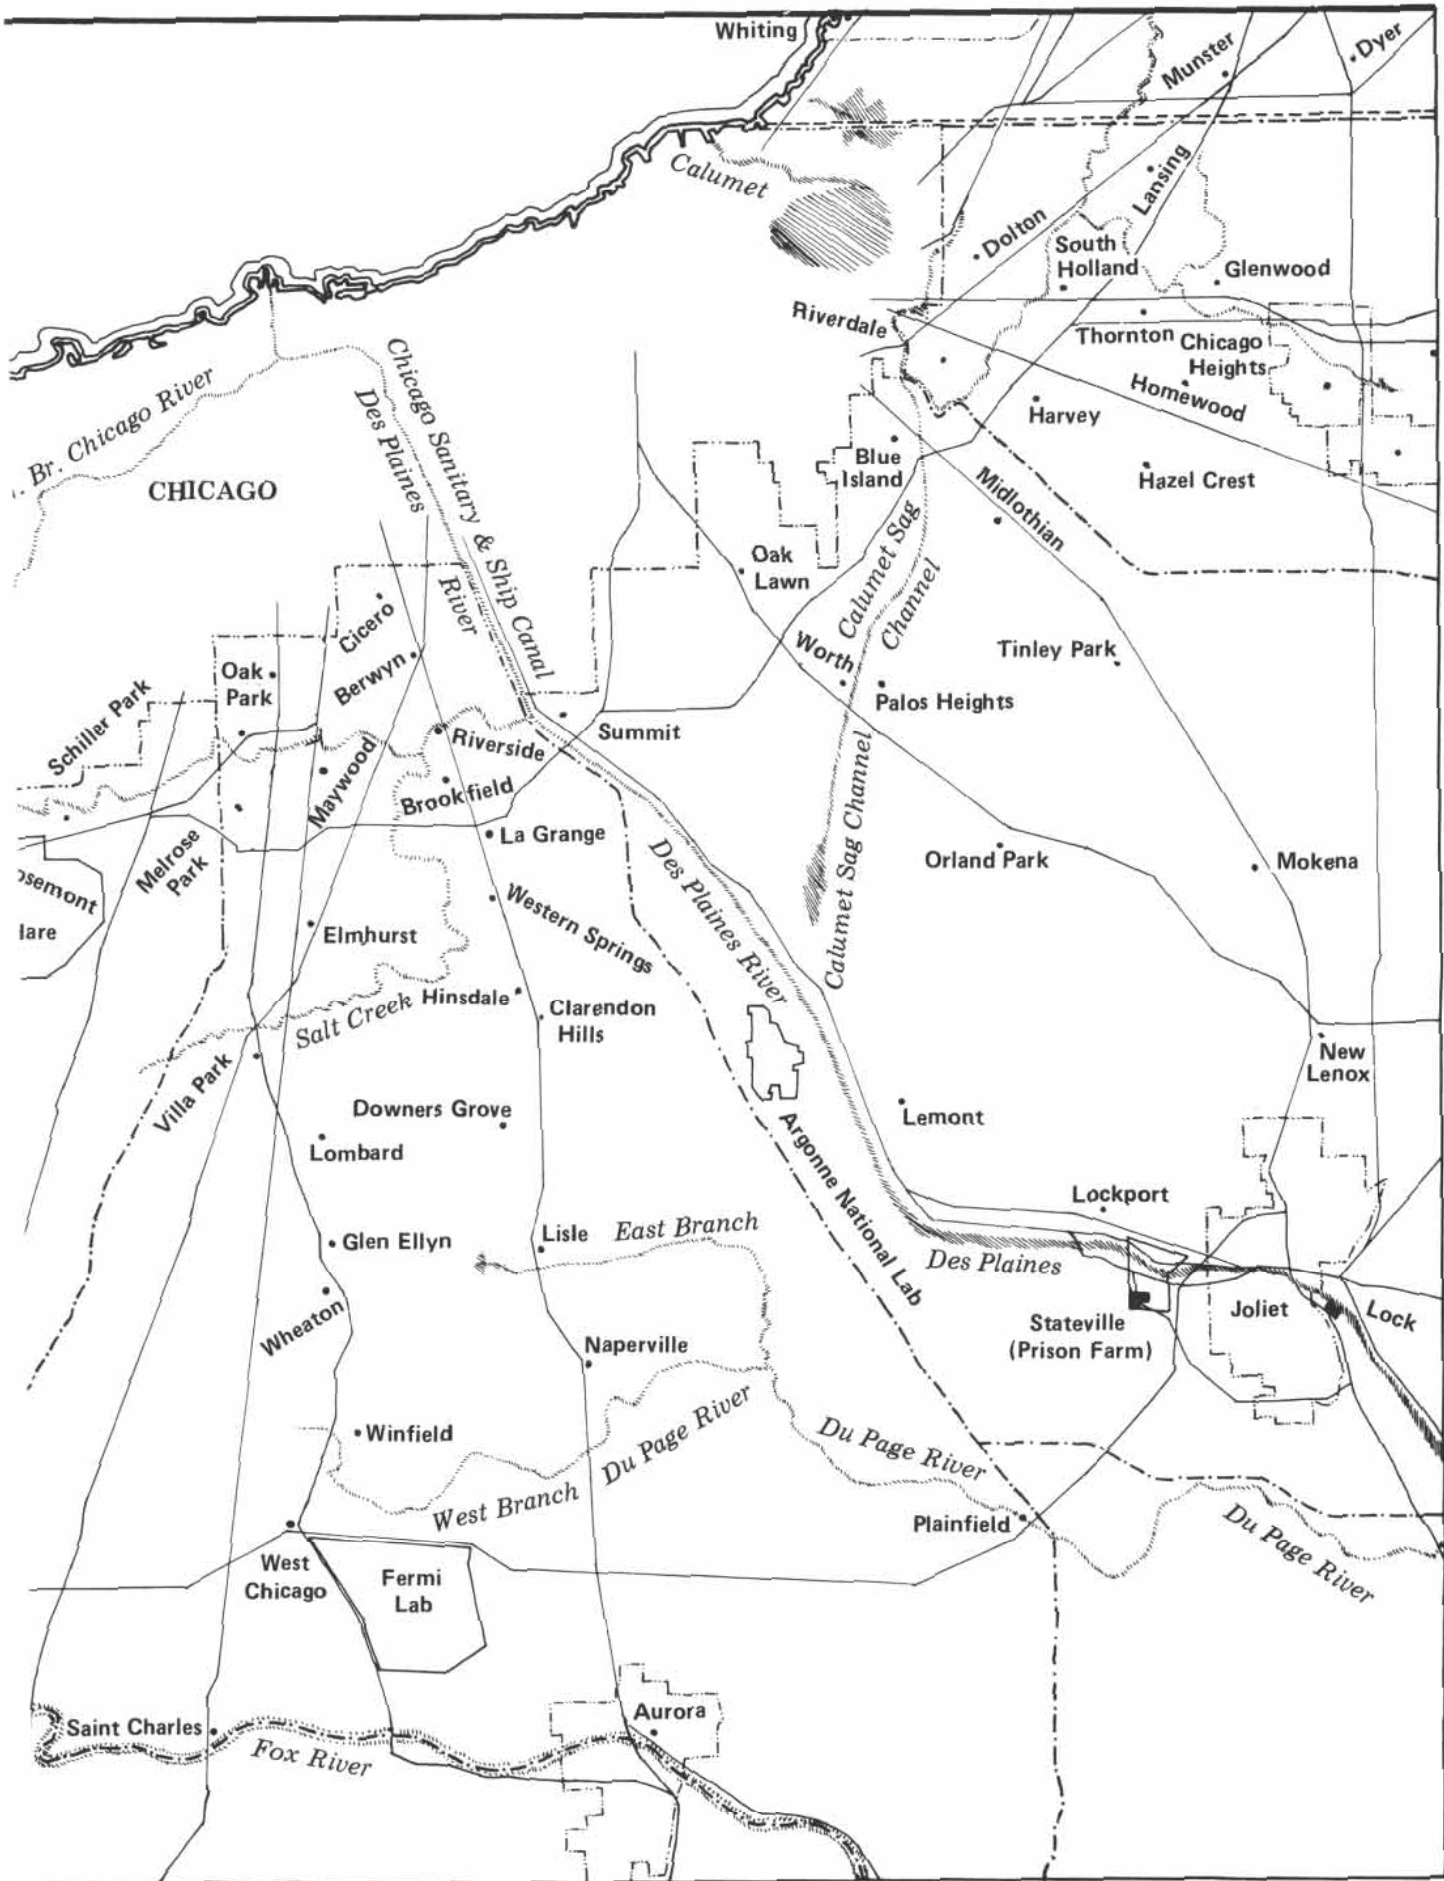 Whiting
Munster
Dyer
Calumet
Lansing
Dolton
South
Holland
Glenwood
Riverdale
Thornton
Chicago
Heights
Homewood
Harvey
Br. Chicago River
Chicago Sanitary & Ship Canal
Des Plaines
River
CHICAGO
Blue
Island
Hazel Crest
Midlothian
Oak
Lawn
Calumet Sag
Channel
Cicero
Berwyn
Oak
Park
Worth
Tinley Park
Palos Heights
Schiller Park
Summit
Riverside
Maywood
Brookfield
La Grange
Melrose
Park
Orland Park
Mokena
Calumet Sag Channel
Des Plaines River
osemont
lare
Elmhurst
Western Springs
Salt Creek
Hinsdale
Clarendon
Hills
New
Lenox
Villa Park
Downers Grove
Lemont
Lombard
Argonne National Lab
Lockport
Glen Ellyn
Lisle
East Branch
Des Plaines
Stateville
(Prison Farm)
Joliet
Lock
Wheaton
Naperville
Winfield
Du Page River
Du Page River
West Branch
Plainfield
Du Page River
West
Chicago
Fermi
Lab
Saint Charles
Fox River
Aurora